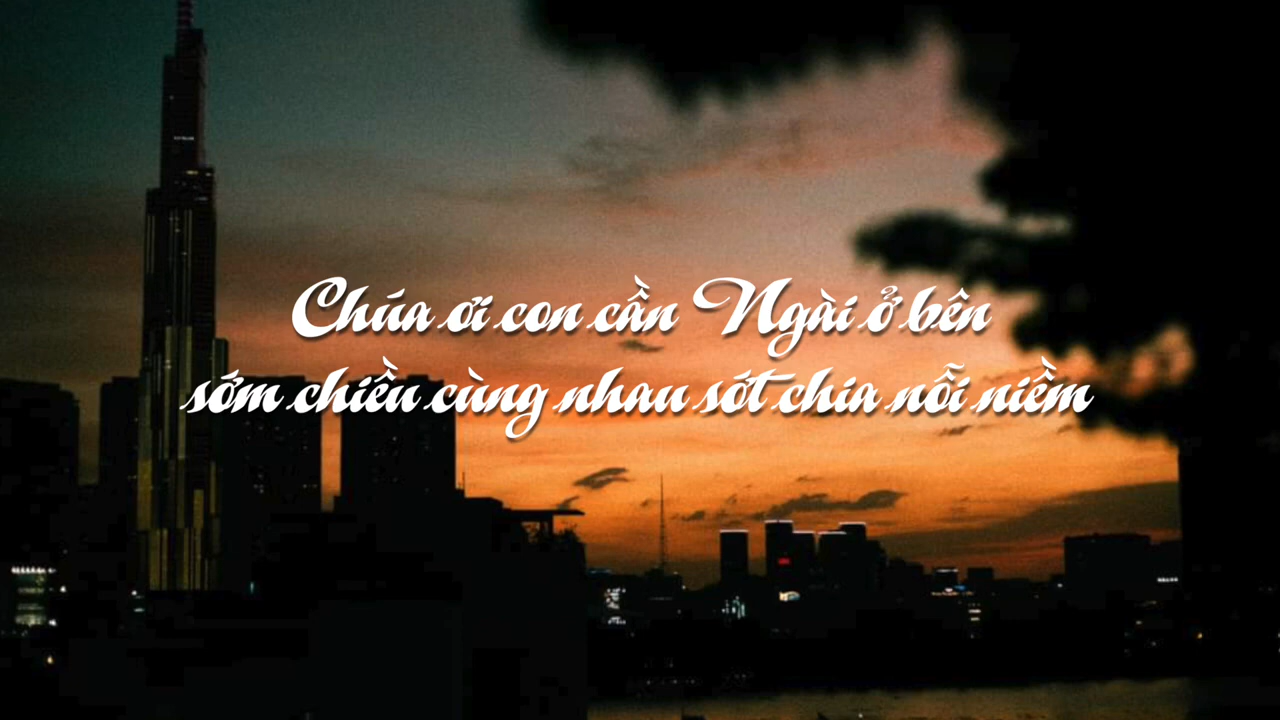 Chúa ơi con cần Ngài ở bên
sớm chiều cùng nhau sớt chia nỗi niềm